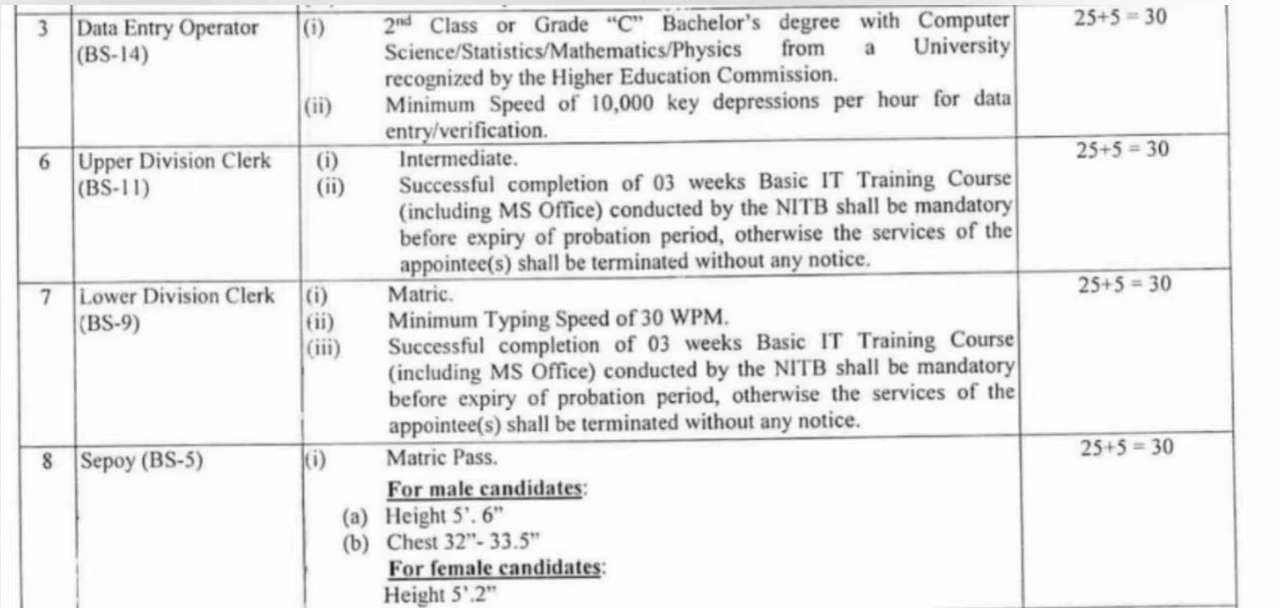 3 Data Entry Operator (i) 2nd Class or Grade “C” Bachelor’s degree with Computer 25+5 = 30
(BS-14) Science/Statistics/Mathematics/Physics from a University
recognized by the Higher Education Commission.
(ii) Minimum Speed of 10,000 key depressions per hour for data
entry/verification.
6 Upper Division Clerk (i) Intermediate. 25+5 = 30
(BS-11) (ii) Successful completion of 03 weeks Basic IT Training Course
(including MS Office) conducted by the NITB shall be mandatory
before expiry of probation period, otherwise the services of the
appointee(s) shall be terminated without any notice.
7 Lower Division Clerk (i) Matric. 25+5 = 30
(BS-9) (ii) Minimum Typing Speed of 30 WPM.
(iii) Successful completion of 03 weeks Basic IT Training Course
(including MS Office) conducted by the NITB shall be mandatory
before expiry of probation period, otherwise the services of the
appointee(s) shall be terminated without any notice.
8 Sepoy (BS-5) (i) Matric Pass. 25+5 = 30
For male candidates:
(a) Height 5’. 6”
(b) Chest 32”- 33.5”
For female candidates:
Height 5’.2”